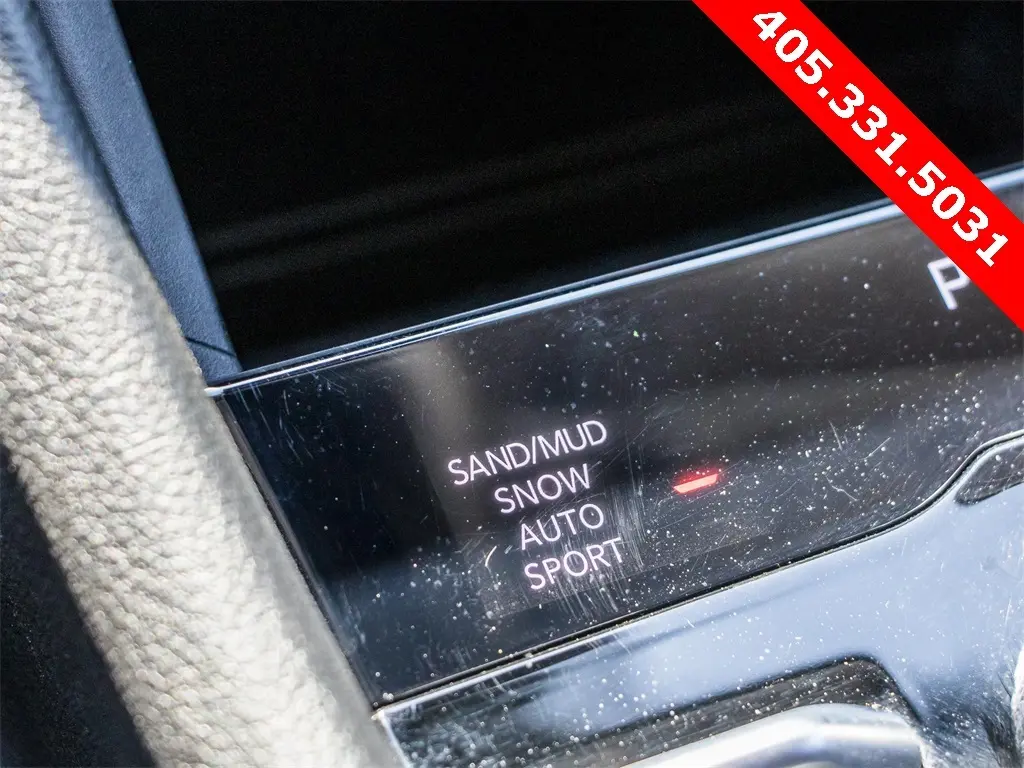 405.331.5031
P
SAND/MUD
SNOW
AUTO
SPORT